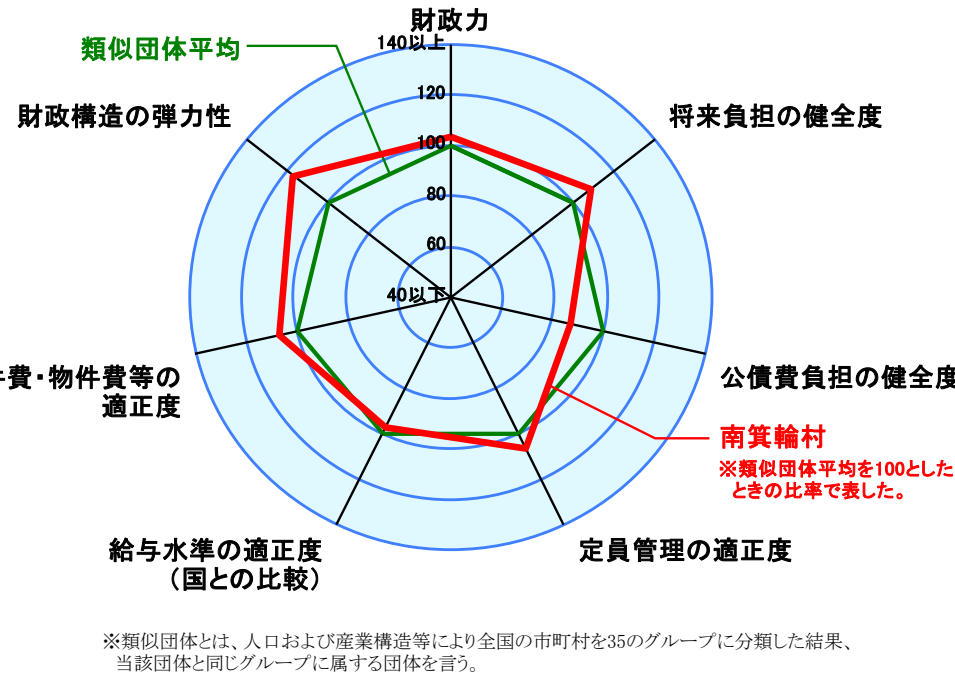 財政力
140以上
類似団体平均
120
財政構造の弾力性
将来負担の健全度
100
80
60
40以下
件費・物件費等の
適正度
公債費負担の健全度
南箕輪村
※類似団体平均を100とした
ときの比率で表した。
給与水準の適正度
(国との比較)
定員管理の適正度
※類似団体とは、人口および産業構造等により全国の市町村を35のグループに分類した結果、
当該団体と同じグループに属する団体を言う。